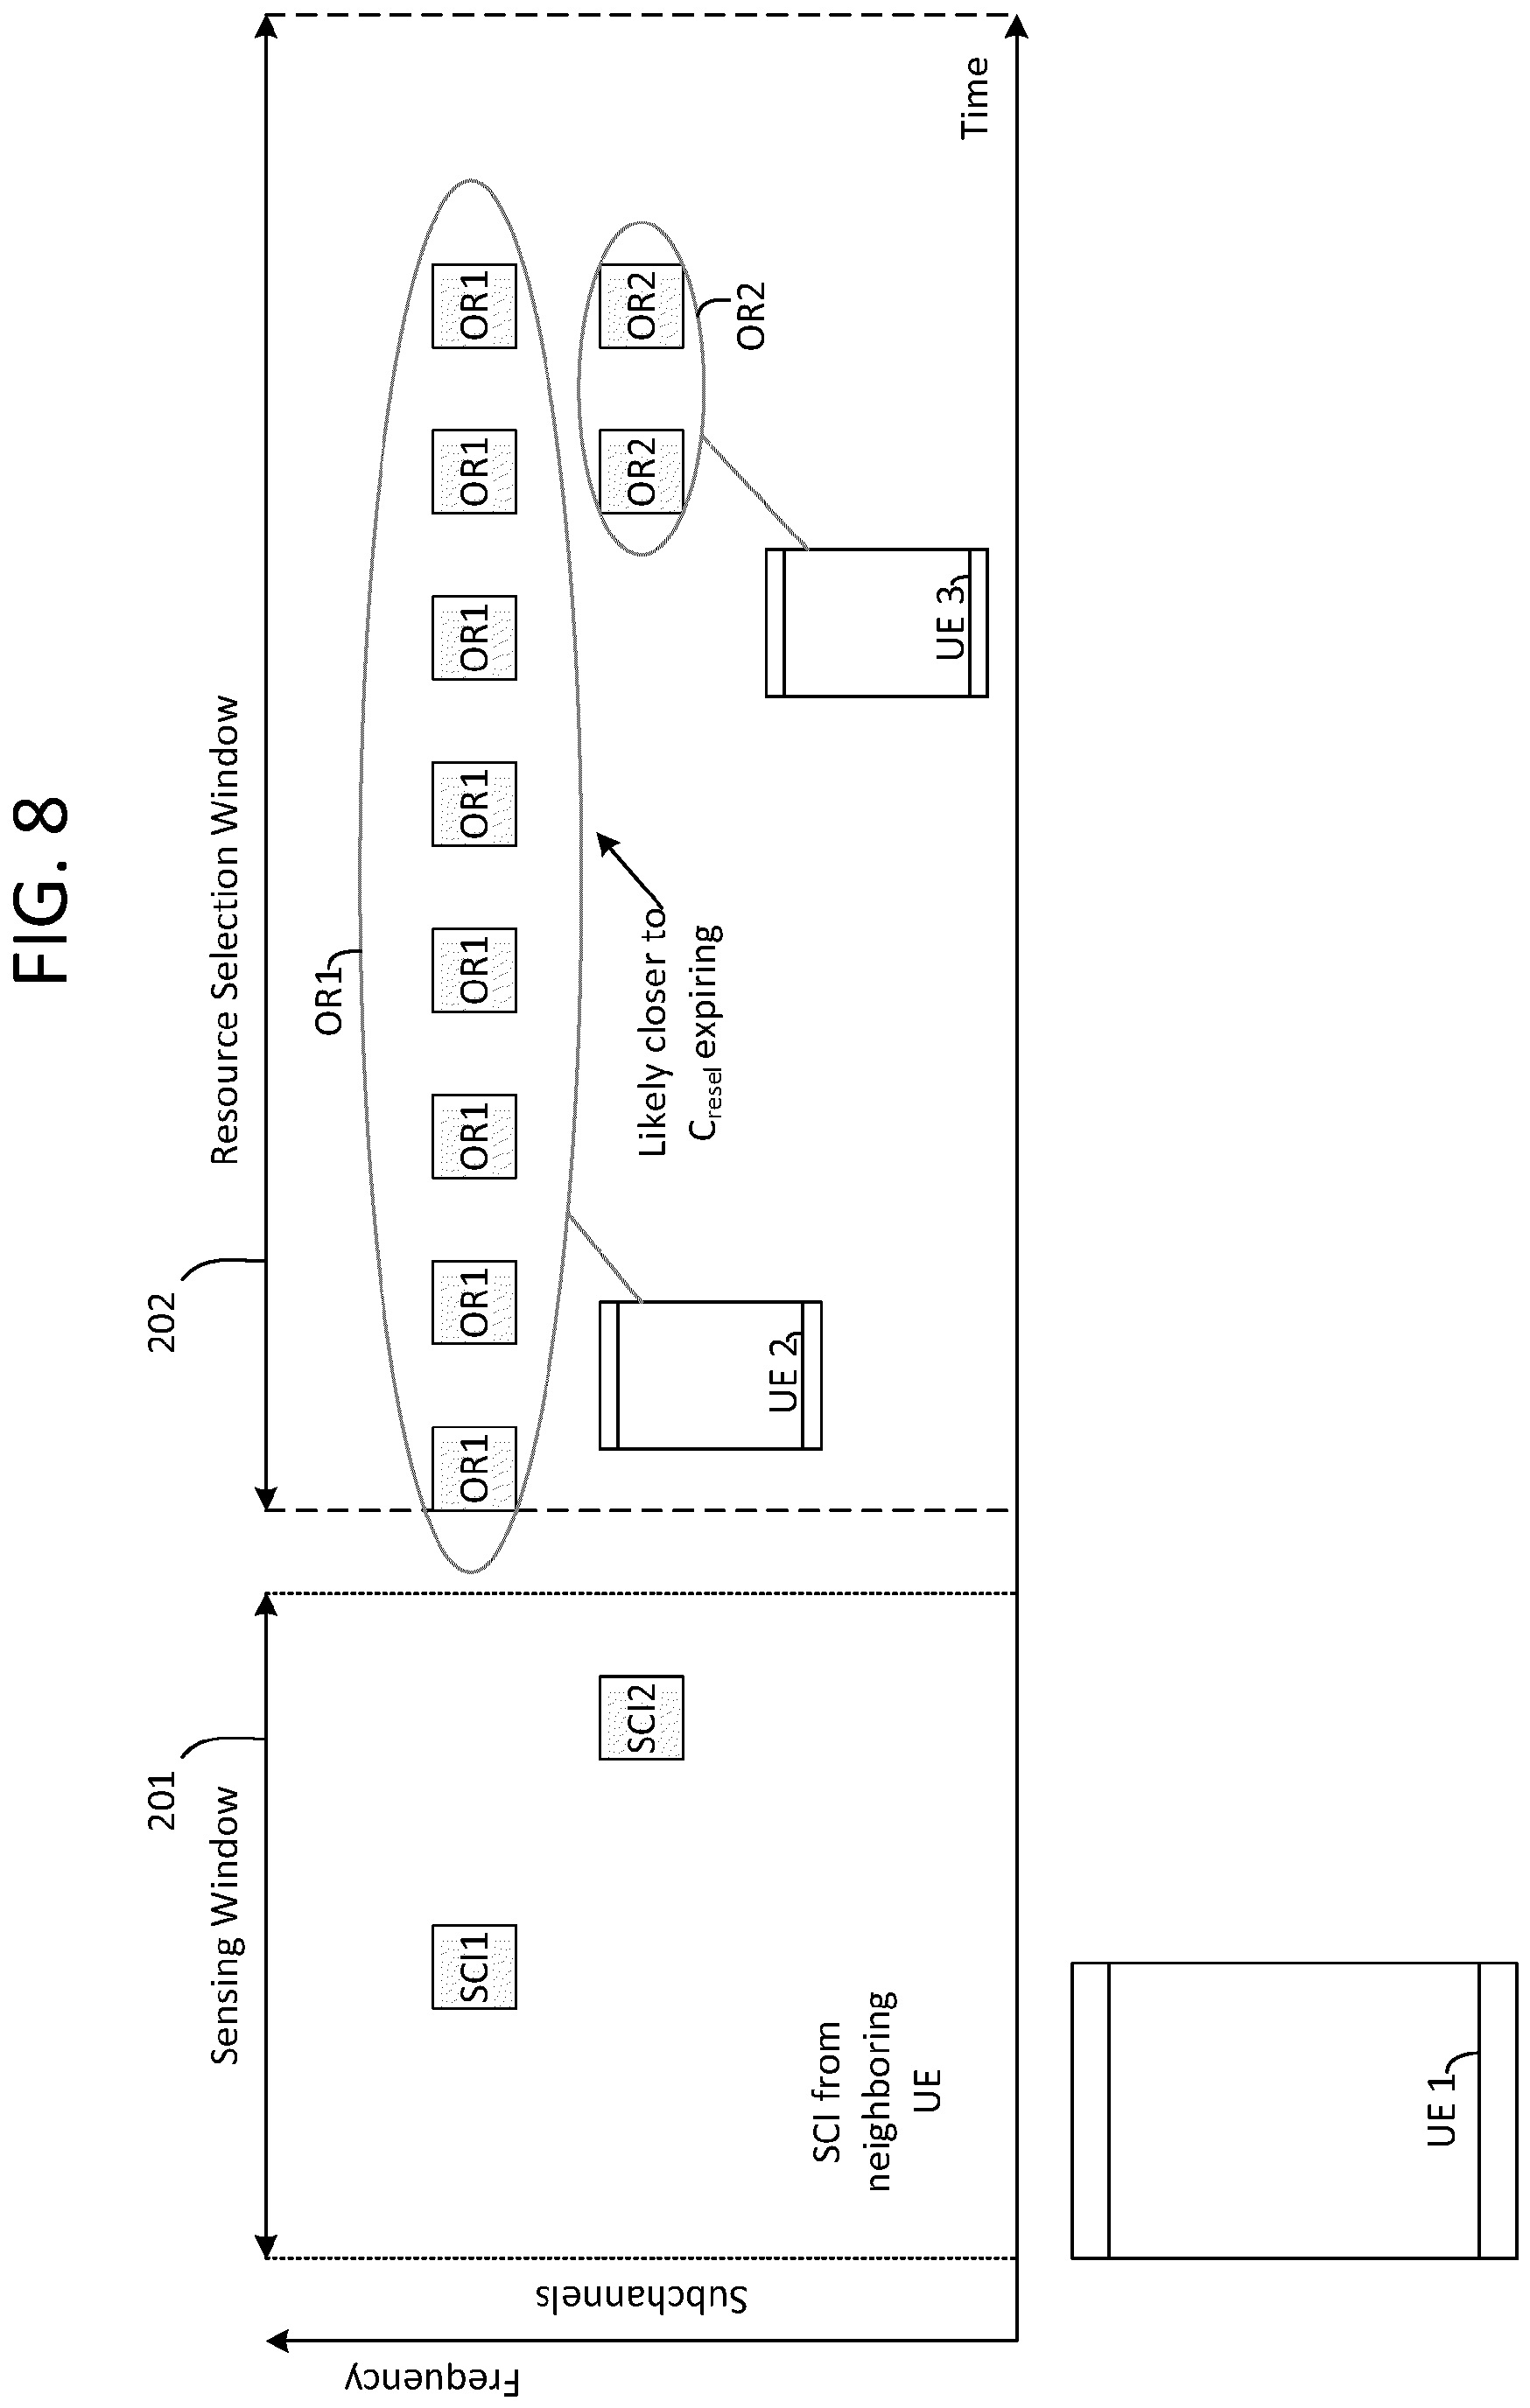 FIG. 8
Resource Selection Window
Sensing Window
202
201
OR1
OR1
OR1
OR1
OR1
OR1
OR1
OR1
OR1
SCI1
SCI2
OR2
OR2
OR2
Likely closer to
Cresel expiring
UE 2
UE 3
SCI from
neighboring
UE
Time
Frequency
Subchannels
UE 1